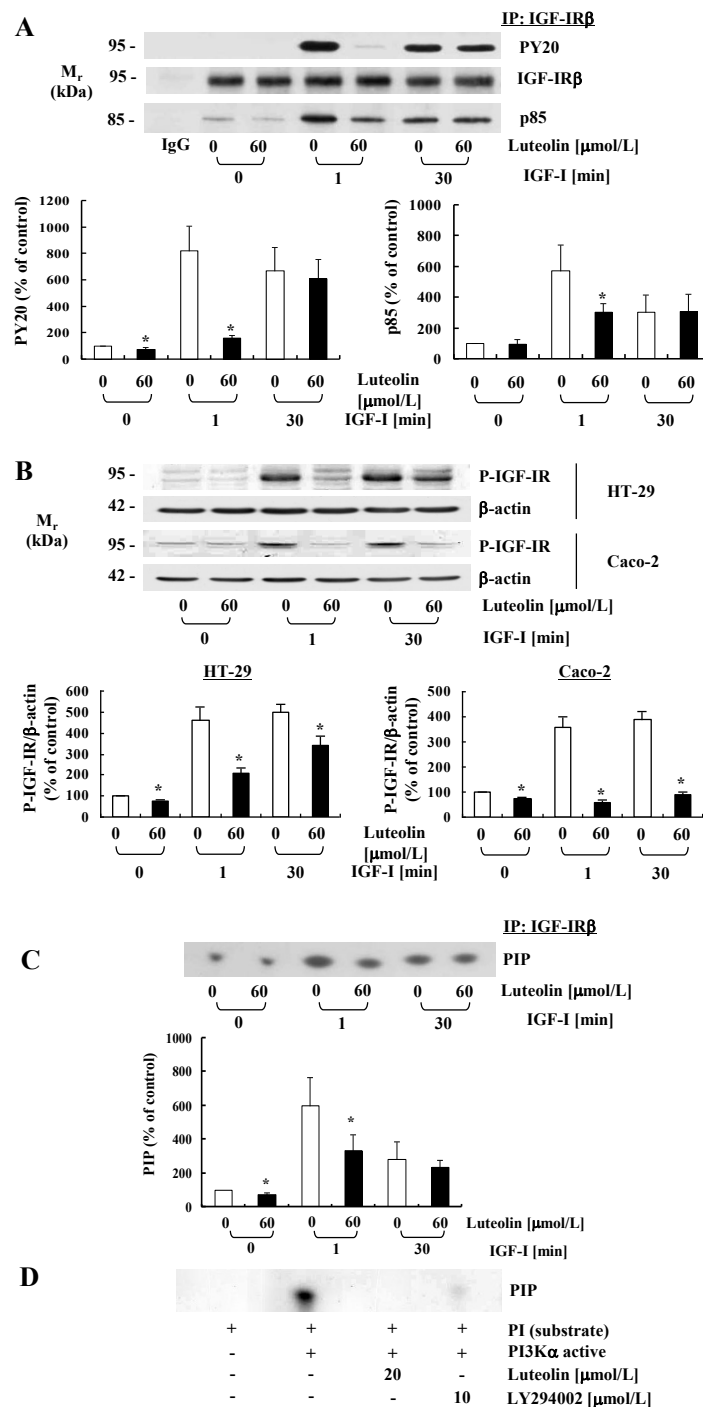 A
IP: IGF-IRβ
95 -
PY20
Mr
(kDa)
95 -
IGF-IRβ
85 -
p85
IgG 0 60 0 60 0 60 Luteolin [μmol/L]
0 1 30 IGF-I [min]
PY20 (% of control)
1200
1000
800
600
400
200
0
*
*
0 60 0 60 0 60 Luteolin [μmol/L]
0 1 30 IGF-I [min]
p85 (% of control)
1000
800
600
400
200
0
*
0 60 0 60 0 60
0 1 30
B
95 -
P-IGF-IR
42 -
β-actin
HT-29
Mr
(kDa)
95 -
P-IGF-IR
42 -
β-actin
Caco-2
0 60 0 60 0 60 Luteolin [μmol/L]
0 1 30 IGF-I [min]
HT-29
P-IGF-IR/β-actin
(% of control)
600
500
400
300
200
100
0
*
*
*
0 60 0 60 0 60 Luteolin
[μmol/L]
0 1 30 IGF-I [min]
Caco-2
P-IGF-IR/β-actin
(% of control)
500
400
300
200
100
0
*
*
*
0 60 0 60 0 60
0 1 30
C
IP: IGF-IRβ
PIP
0 60 0 60 0 60 Luteolin [μmol/L]
0 1 30 IGF-I [min]
PIP (% of control)
1000
800
600
400
200
0
*
*
0 60 0 60 0 60 Luteolin [μmol/L]
0 1 30 IGF-I [min]
D
PIP
+ + + + PI (substrate)
- + + + PI3Kα active
- - 20 - Luteolin [μmol/L]
- - - 10 LY294002 [μmol/L]